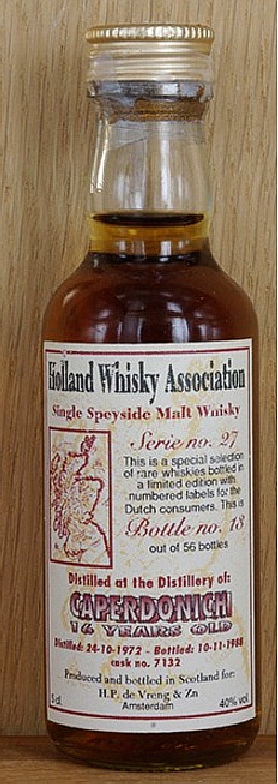 Holland Whisky Association
Single Speyside Malt Whisky
Serie no. 27
This is a special selection
of rare whiskies bottled in
a limited edition with
numbered labels for the
Dutch consumers. This is
Bottle no. 18
out of 56 bottles
Distilled at the Distillery of:
CAPERDONICH
16 YEARS OLD
Distilled: 24-10-1972 - Bottled: 10-11-1988
cask no. 7132
Produced and bottled in Scotland for:
H.P. de Vreng & Zn
5 cl. Amsterdam 40% vol.